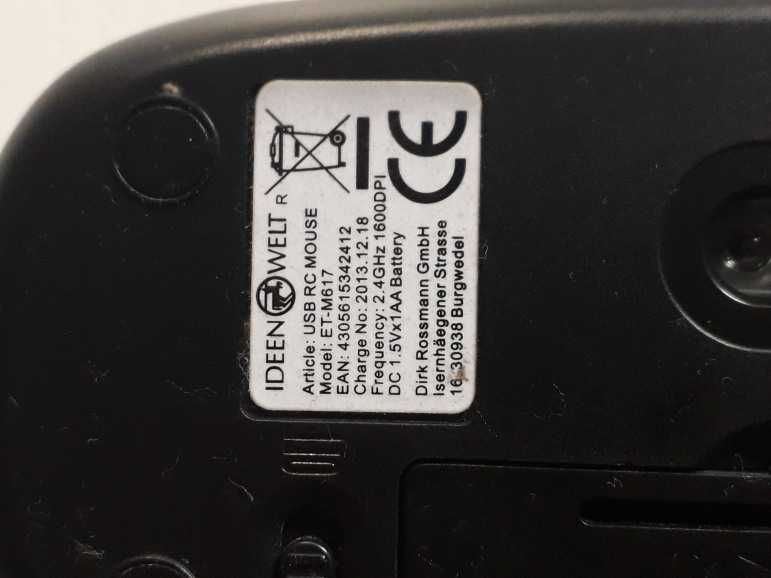 IDEEN WELT R
Article: USB RC MOUSE
Model: ET-M617
EAN: 4305615342412
Charge No: 2013.12.18
Frequency: 2.4GHz 1600DPI
DC 1.5Vx1AA Battery
CE
Dirk Rossmann GmbH
Isernhäegener Strasse
16, 30938 Burgwedel